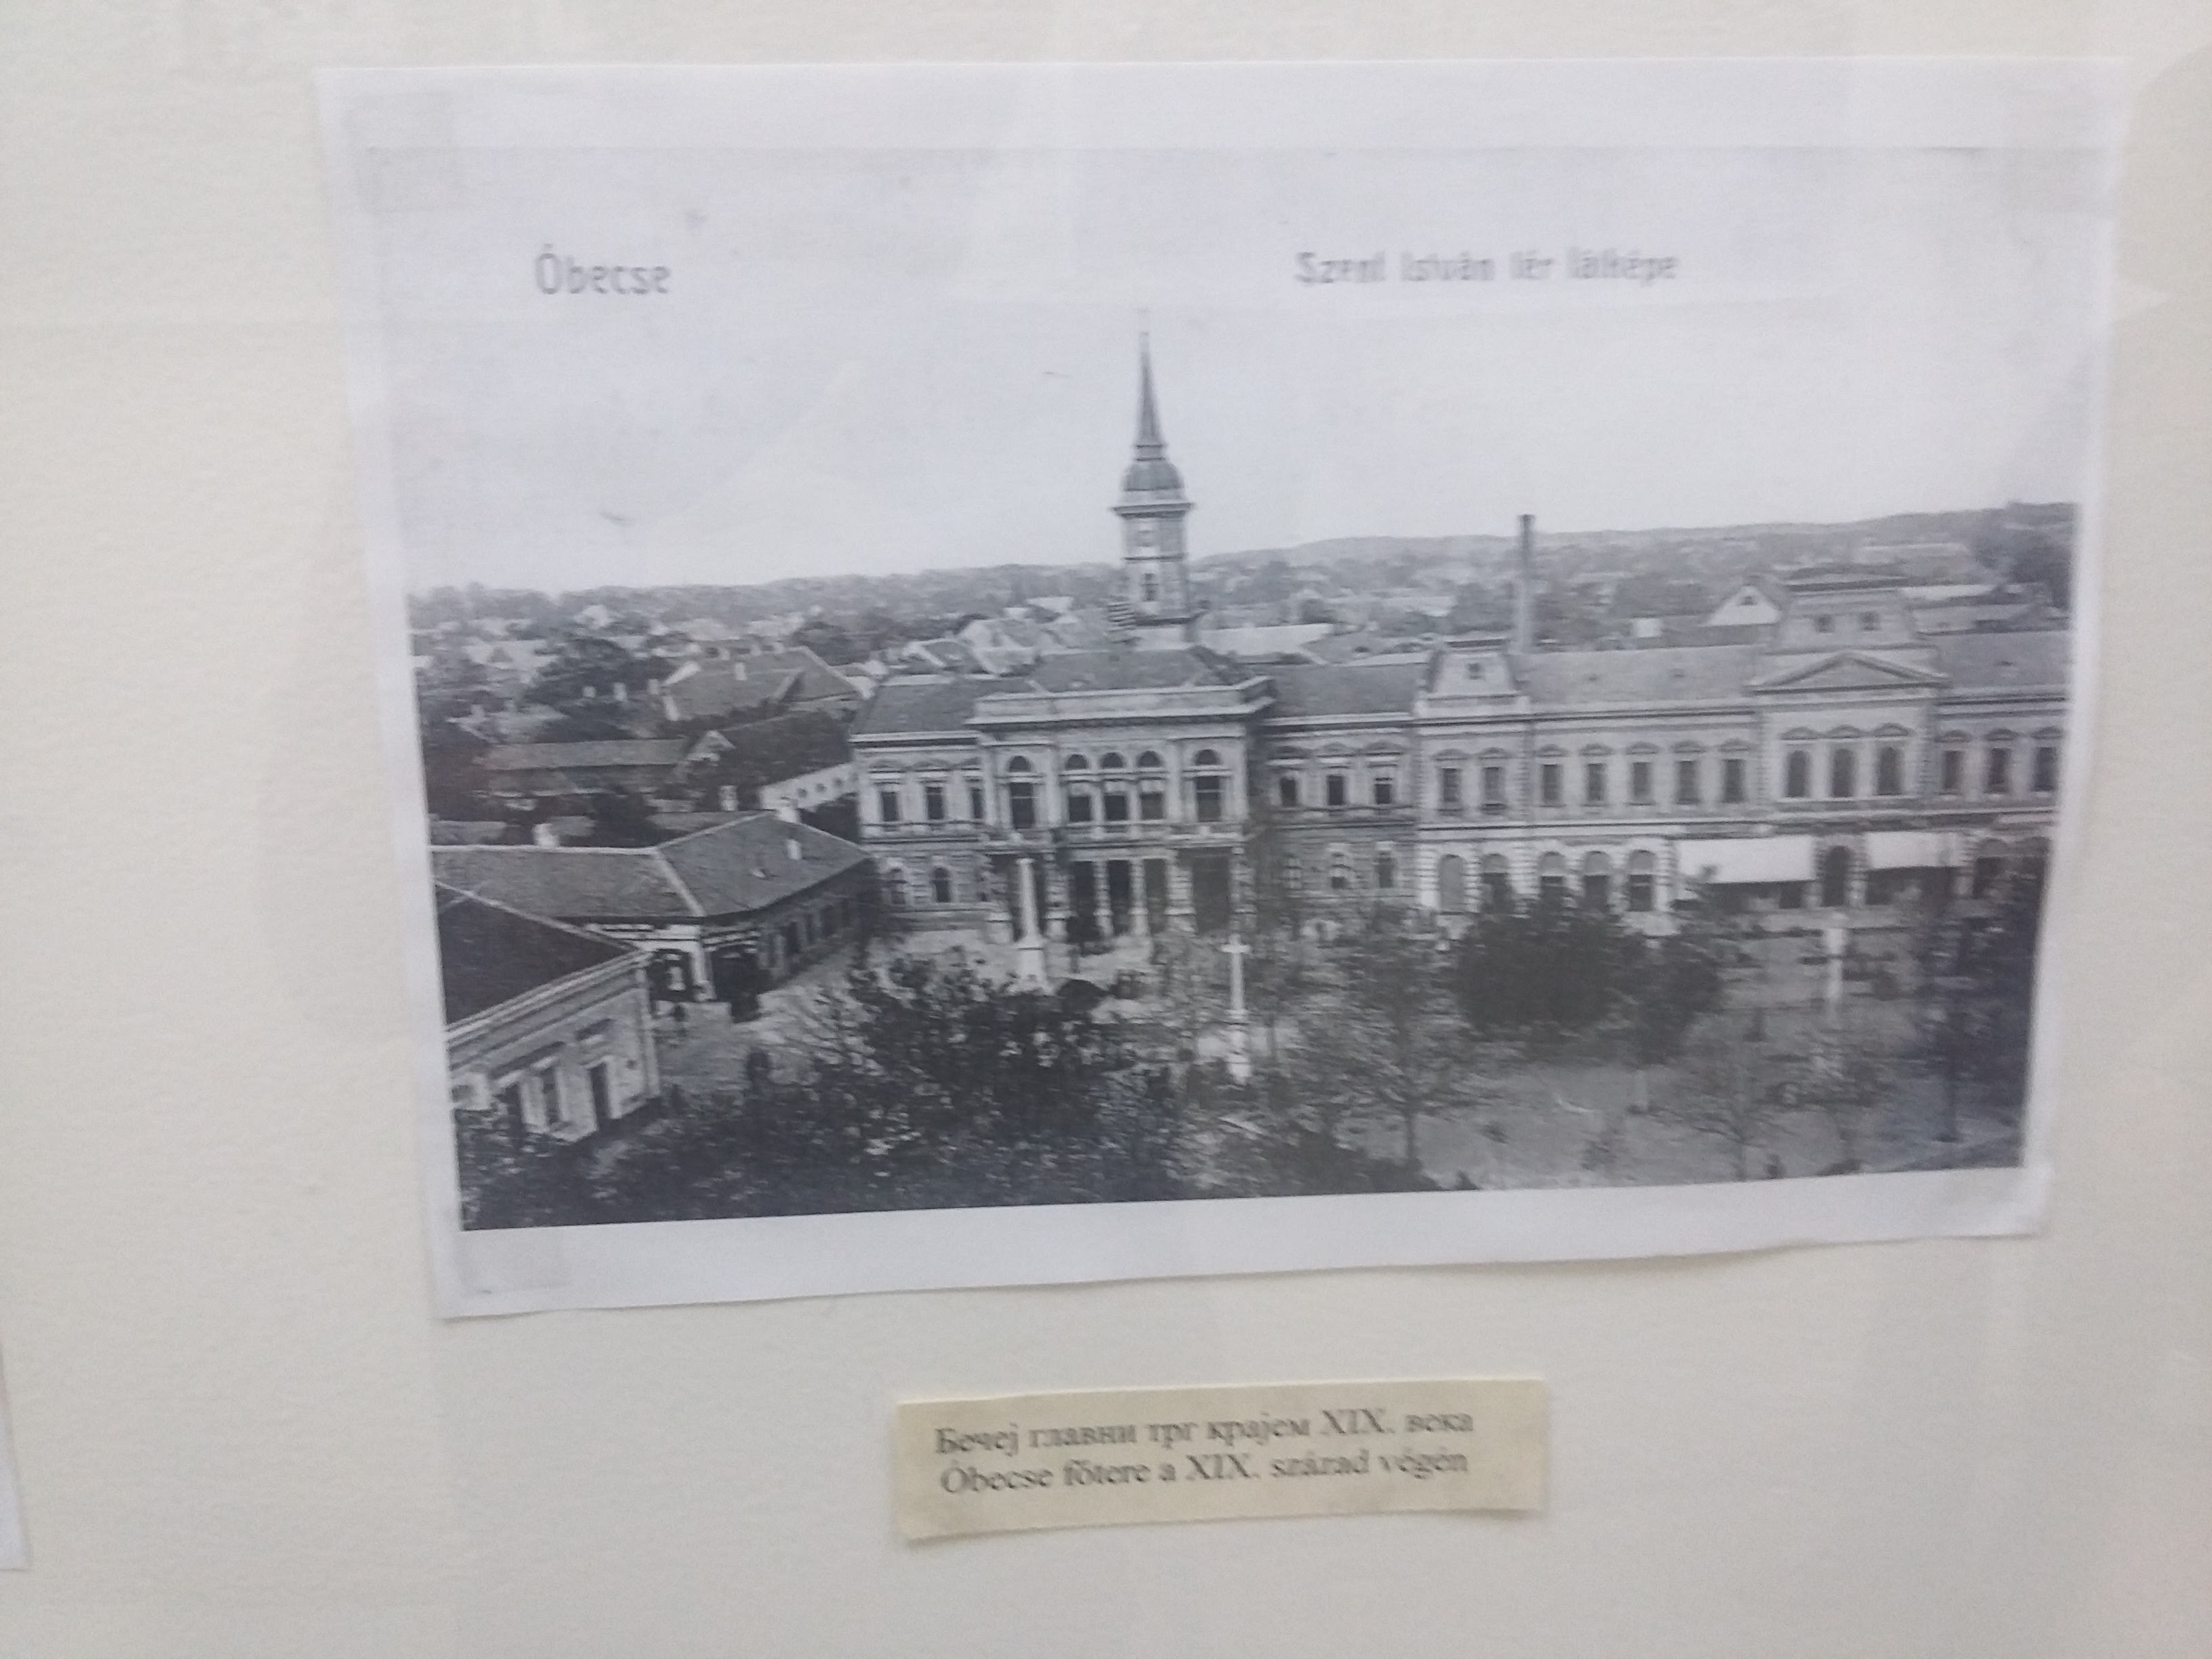 Óbecse
Szent István tér látképe
Бечеј главни трг крајем XIX. века
Óbecse főtere a XIX. század végén